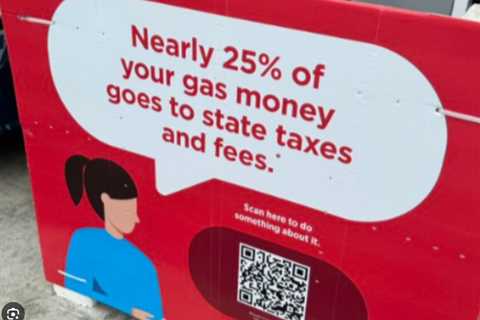 Nearly 25% of
your gas money
goes to state taxes
and fees.*
Scan here to do
something about it.